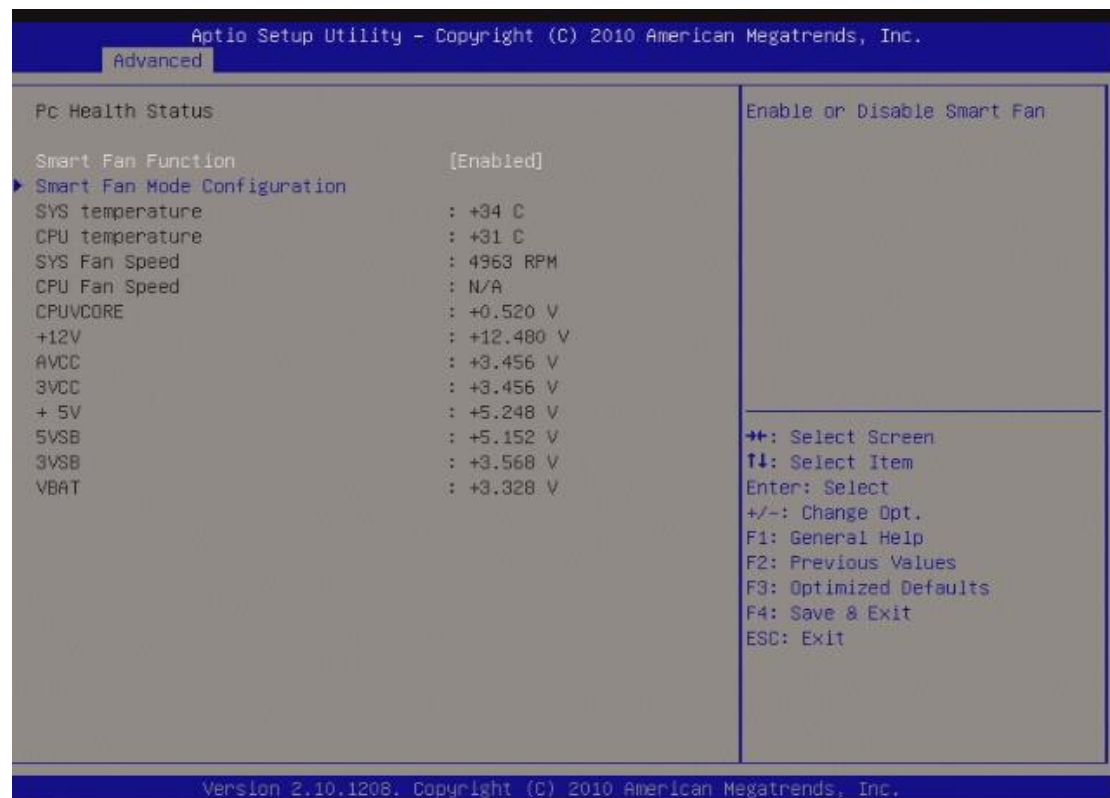 Aptio Setup Utility – Copyright (C) 2010 American Megatrends, Inc.
Advanced
Pc Health Status
Smart Fan Function [Enabled]
Smart Fan Mode Configuration
SYS temperature : +34 C
CPU temperature : +31 C
SYS Fan Speed : 4963 RPM
CPU Fan Speed : N/A
CPUVCORE : +0.520 V
+12V : +12.480 V
AVCC : +3.456 V
3VCC : +3.456 V
+ 5V : +5.248 V
5VSB : +5.152 V
3VSB : +3.568 V
VBAT : +3.328 V
Enable or Disable Smart Fan
→←: Select Screen
↑↓: Select Item
Enter: Select
+/-: Change Opt.
F1: General Help
F2: Previous Values
F3: Optimized Defaults
F4: Save & Exit
ESC: Exit
Version 2.10.1208. Copyright (C) 2010 American Megatrends, Inc.